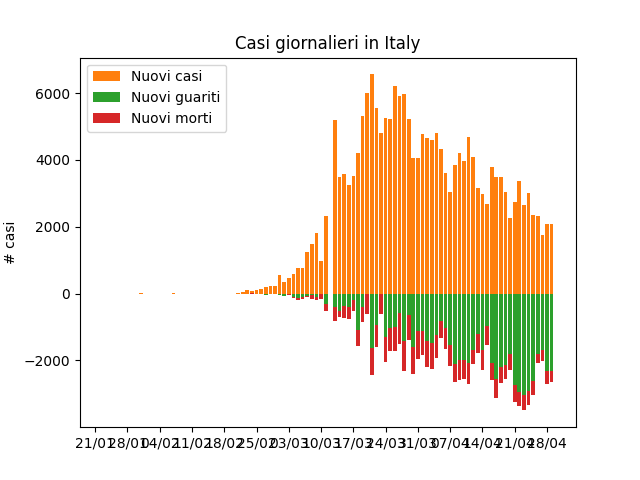 Casi giornalieri in Italy
Nuovi casi
Nuovi guariti
Nuovi morti
# casi
6000
4000
2000
0
−2000
21/01 28/01 04/02 11/02 18/02 25/02 03/03 10/03 17/03 24/03 31/03 07/04 14/04 21/04 28/04